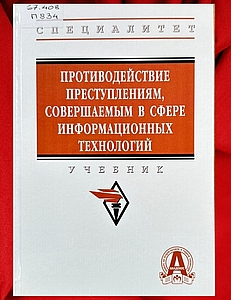 67.408
П834
СПЕЦИАЛИТЕТ
ПРОТИВОДЕЙСТВИЕ
ПРЕСТУПЛЕНИЯМ,
СОВЕРШАЕМЫМ В СФЕРЕ
ИНФОРМАЦИОННЫХ
ТЕХНОЛОГИЙ
УЧЕБНИК